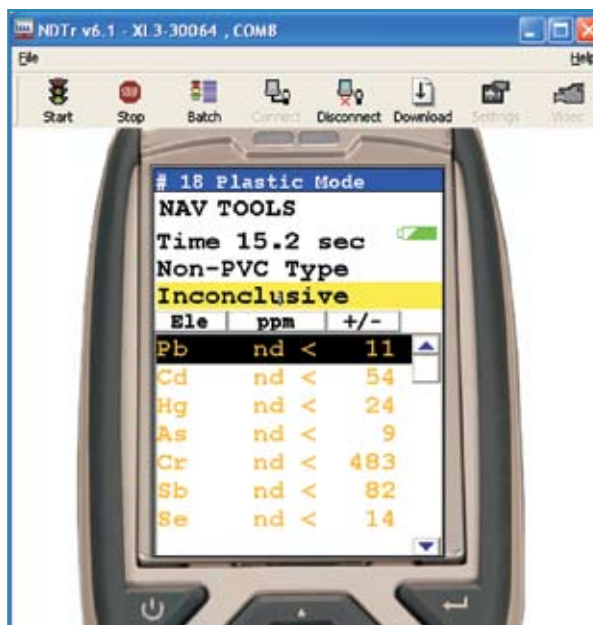 NDTr v6.1 - XL3-30064 , COM8
File Help
Start Stop Batch Connect Disconnect Download Settings Video
# 18 Plastic Mode
NAV TOOLS
Time 15.2 sec
Non-PVC Type
Inconclusive
Ele ppm +/-
Pb nd < 11
Cd nd < 54
Hg nd < 24
As nd < 9
Cr nd < 483
Sb nd < 82
Se nd < 14